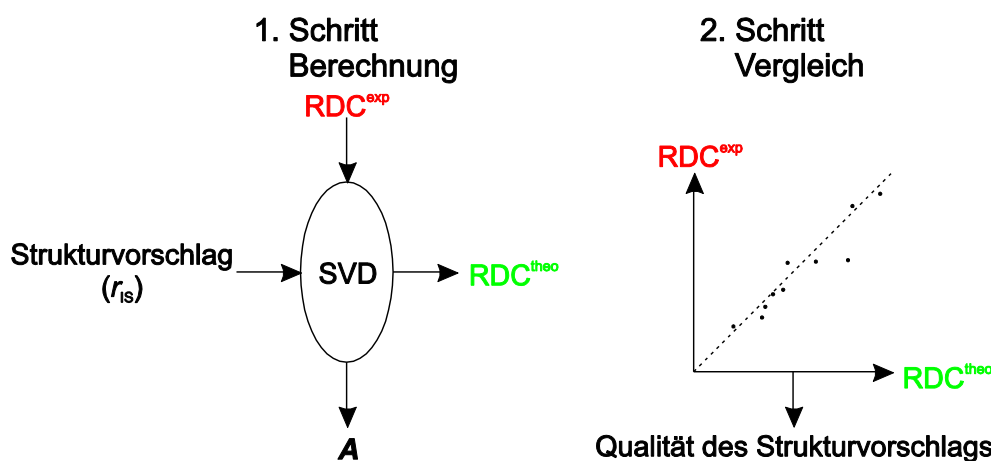 1. Schritt
Berechnung
RDCexp
Strukturvorschlag
(rIS)
SVD
RDCtheo
A
2. Schritt
Vergleich
RDCexp
RDCtheo
Qualität des Strukturvorschlags